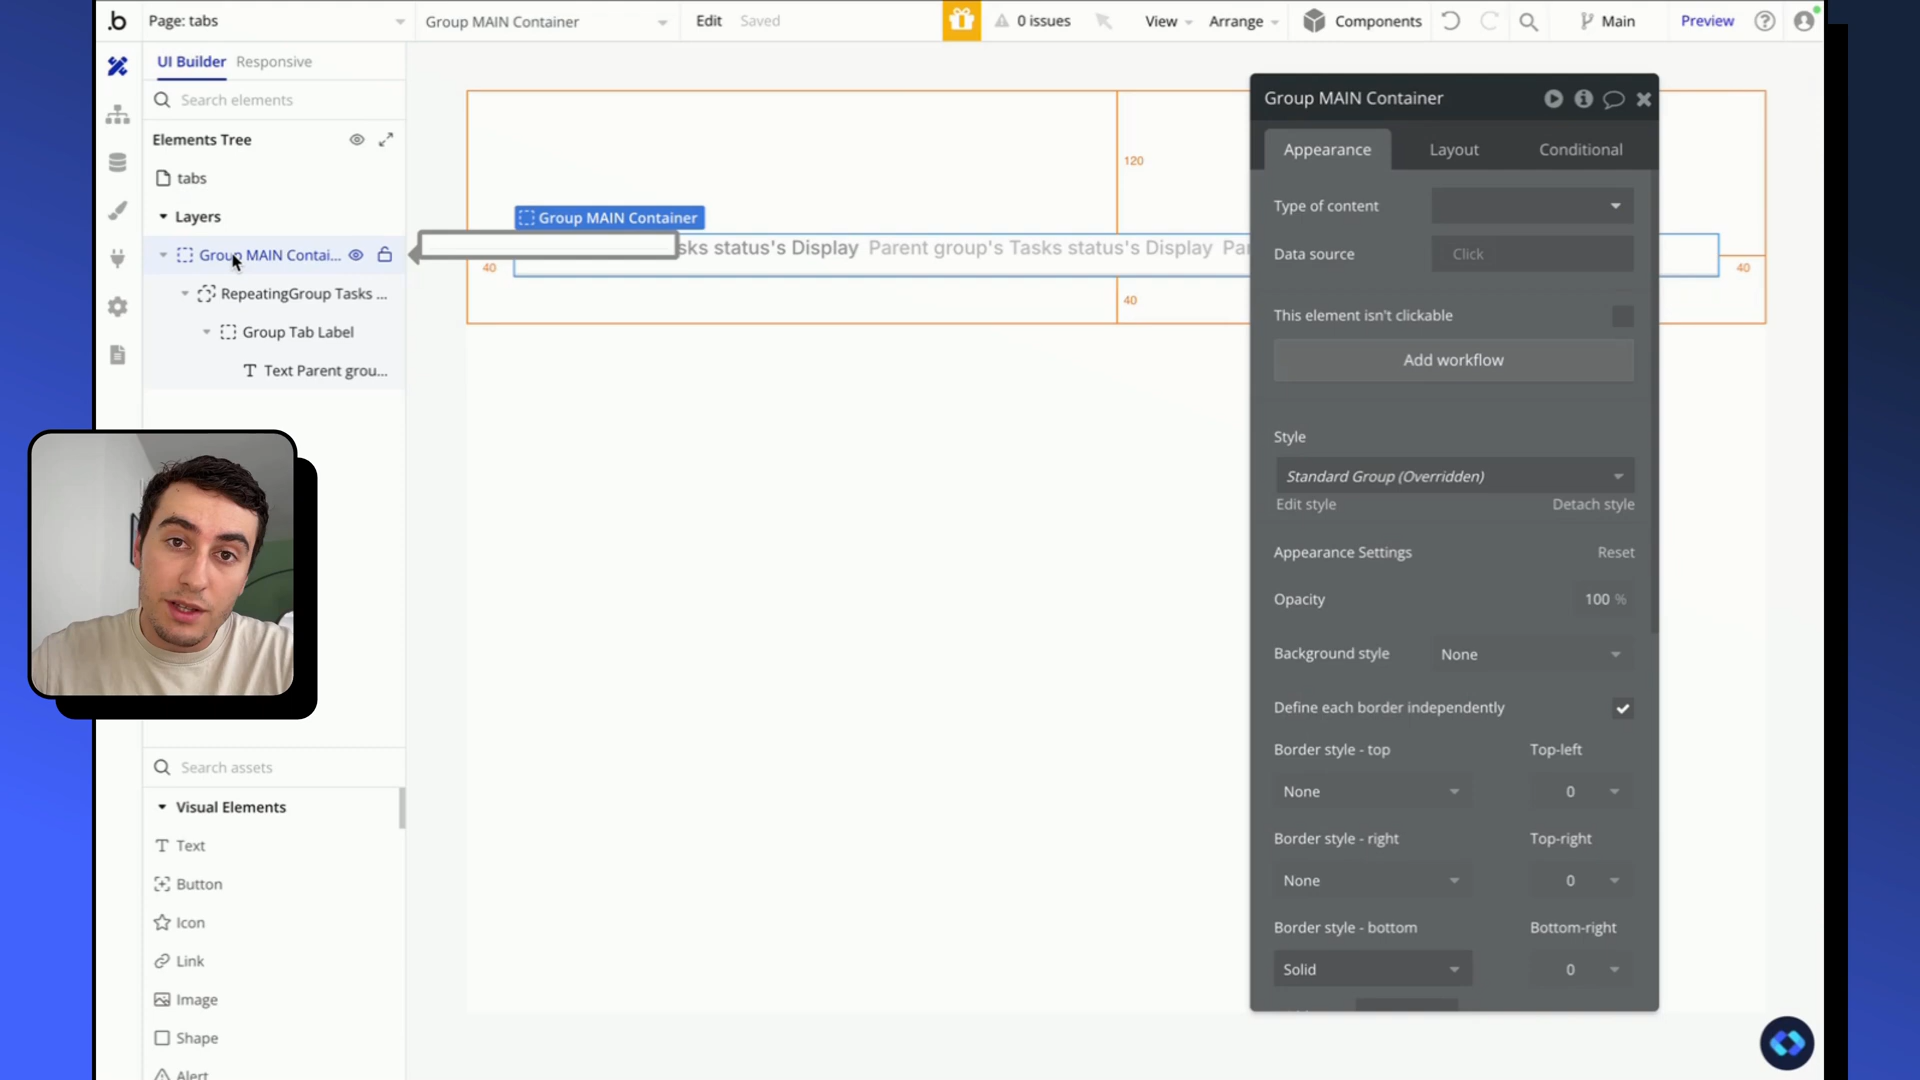 .b Page: tabs Group MAIN Container Edit Saved 0 issues View Arrange Components Main Preview
UI Builder Responsive
Search elements
Elements Tree
tabs
Layers
Group MAIN Contai...
RepeatingGroup Tasks ...
Group Tab Label
T Text Parent grou...
Search assets
Visual Elements
T Text
Button
Icon
Link
Image
Shape
Alert
120
Group MAIN Container
sks status's Display Parent group's Tasks status's Display Pa
40
40
40
Group MAIN Container
Appearance Layout Conditional
Type of content
Data source Click
This element isn't clickable
Add workflow
Style
Standard Group (Overridden)
Edit style Detach style
Appearance Settings Reset
Opacity 100 %
Background style None
Define each border independently
Border style - top Top-left
None 0
Border style - right Top-right
None 0
Border style - bottom Bottom-right
Solid 0